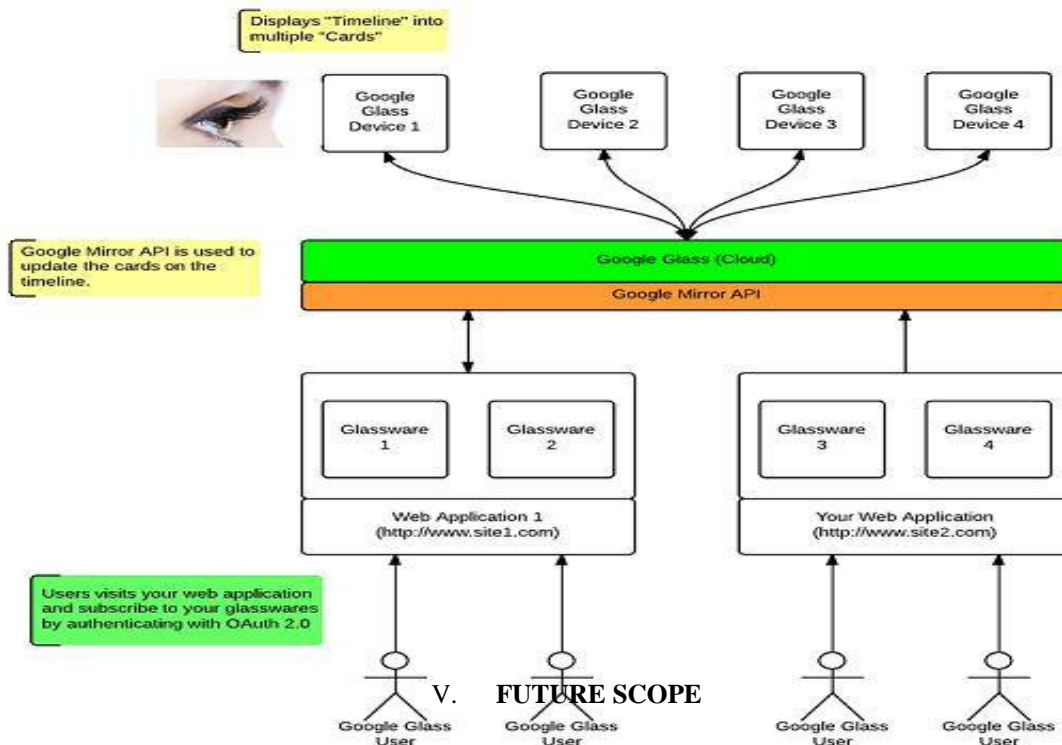 Displays "Timeline" into
multiple "Cards"
Google
Glass
Device 1
Google
Glass
Device 2
Google
Glass
Device 3
Google
Glass
Device 4
Google Mirror API is used to
update the cards on the
timeline.
Google Glass (Cloud)
Google Mirror API
Glassware
1
Glassware
2
Glassware
3
Glassware
4
Web Application 1
(http://www.site1.com)
Your Web Application
(http://www.site2.com)
Users visits your web application
and subscribe to your glasswares
by authenticating with OAuth 2.0
V. FUTURE SCOPE
Google Glass
User
Google Glass
User
Google Glass
User
Google Glass
User